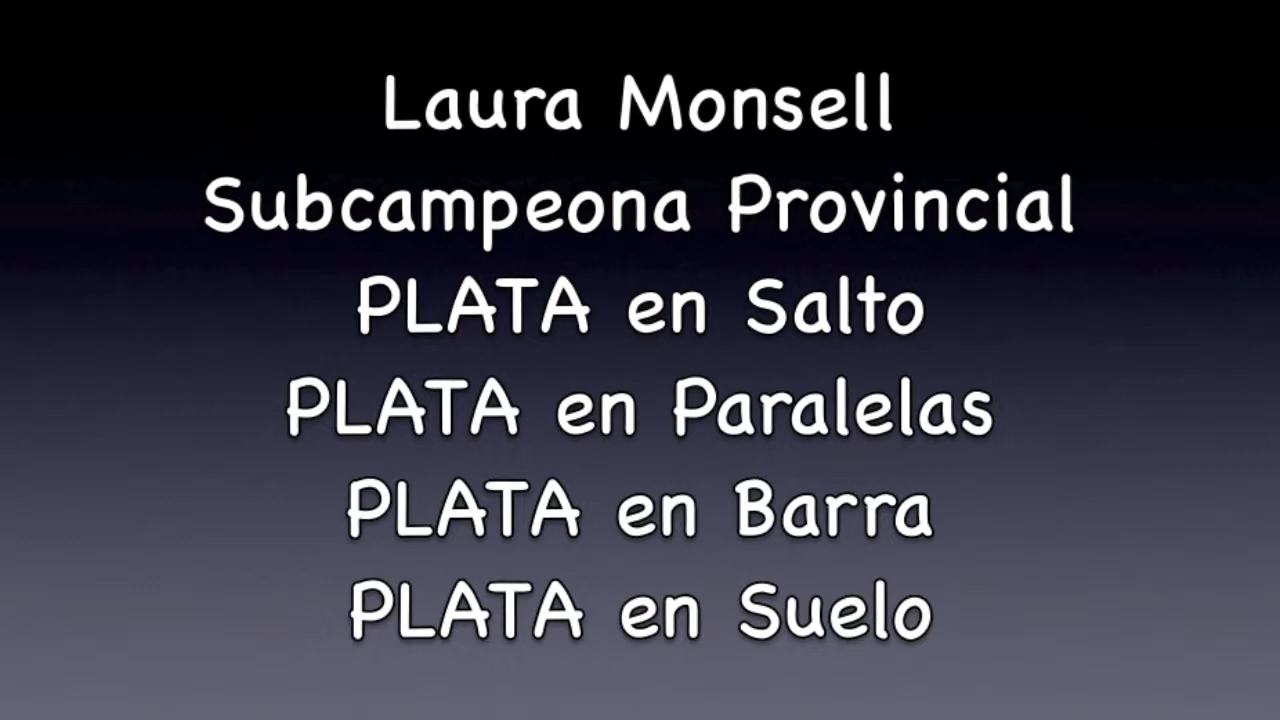 Laura Monsell
Subcampeona Provincial
PLATA en Salto
PLATA en Paralelas
PLATA en Barra
PLATA en Suelo